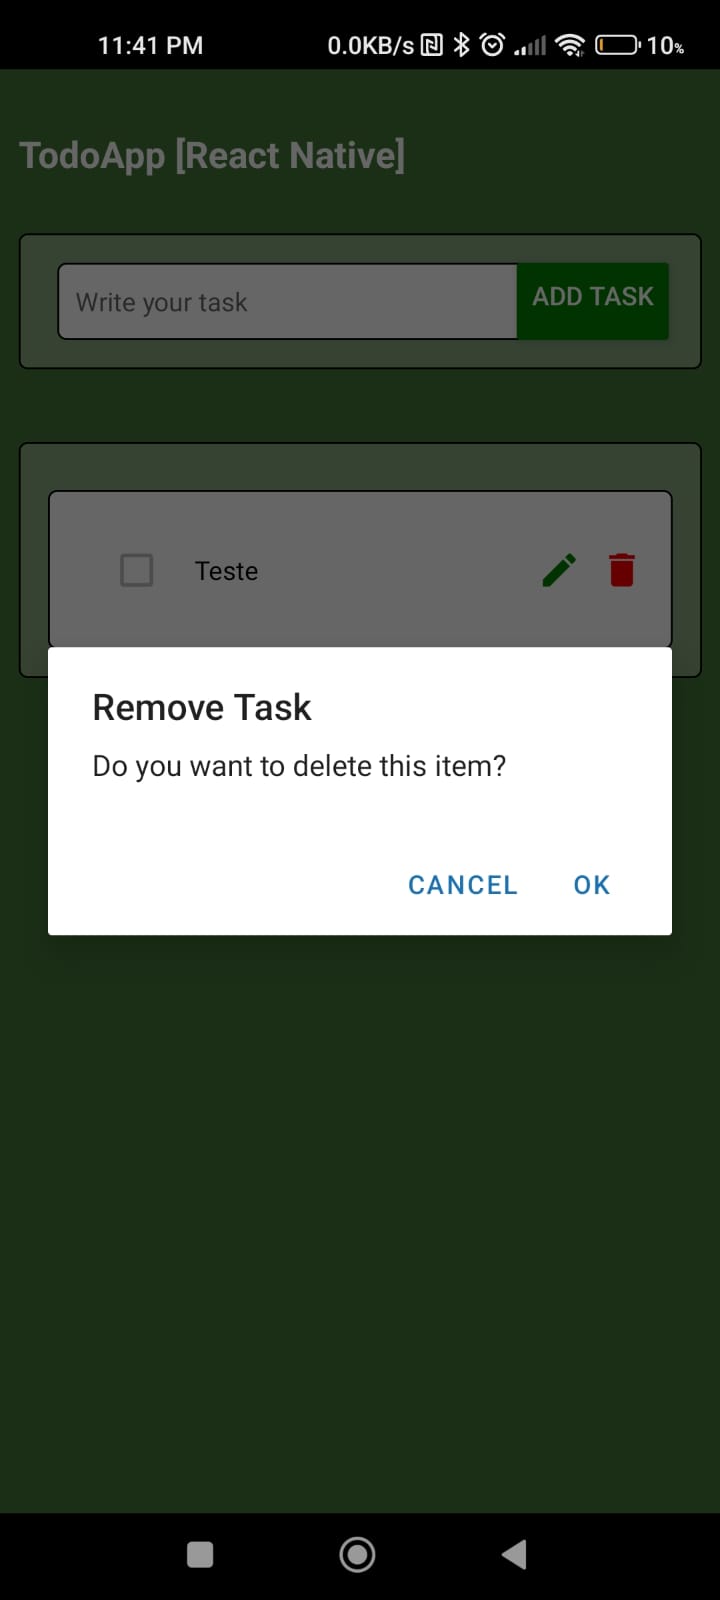 11:41 PM 0.0KB/s 10%
TodoApp [React Native]
Write your task ADD TASK
Teste
Remove Task
Do you want to delete this item?
CANCEL OK